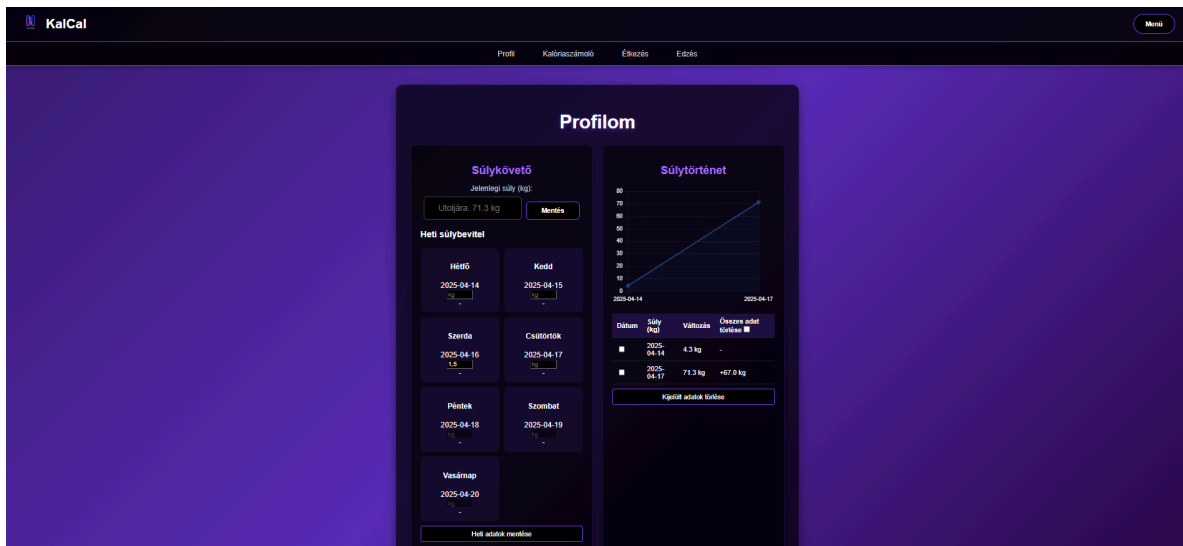 KalCal
Menü
Profil Kalóriaszámoló Étkezés Edzés
Profilom
Súlykövető
Jelenlegi súly (kg):
Utoljára: 71.3 kg Mentés
Heti súlybevitel
Hétfő Kedd
2025-04-14 2025-04-15
kg kg
- -
Szerda Csütörtök
2025-04-16 2025-04-17
1,5 kg
- -
Péntek Szombat
2025-04-18 2025-04-19
kg kg
- -
Vasárnap
2025-04-20
kg
-
Heti adatok mentése
Súlytörténet
80
70
60
50
40
30
20
10
0
2025-04-14 2025-04-17
Dátum Súly (kg) Változás Összes adat törlése
2025-04-14 4.3 kg -
2025-04-17 71.3 kg +67.0 kg
Kijelölt adatok törlése